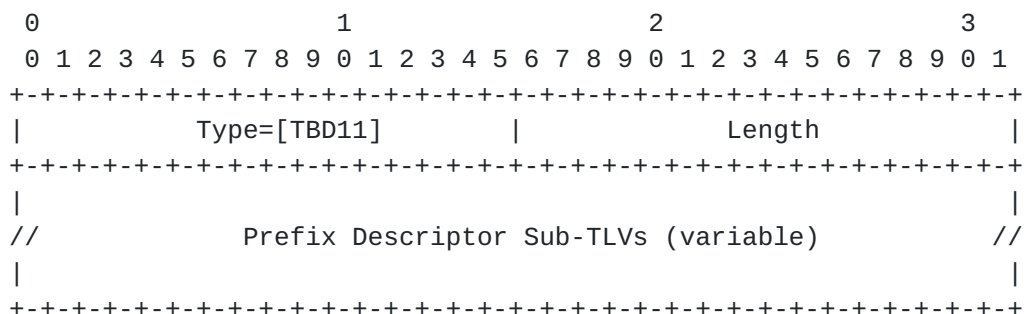 0                   1                   2                   3
 0 1 2 3 4 5 6 7 8 9 0 1 2 3 4 5 6 7 8 9 0 1 2 3 4 5 6 7 8 9 0 1
+-+-+-+-+-+-+-+-+-+-+-+-+-+-+-+-+-+-+-+-+-+-+-+-+-+-+-+-+-+-+-+-+
|           Type=[TBD11]        |             Length            |
+-+-+-+-+-+-+-+-+-+-+-+-+-+-+-+-+-+-+-+-+-+-+-+-+-+-+-+-+-+-+-+-+
|                                                               |
//             Prefix Descriptor Sub-TLVs (variable)           //
|                                                               |
+-+-+-+-+-+-+-+-+-+-+-+-+-+-+-+-+-+-+-+-+-+-+-+-+-+-+-+-+-+-+-+-+